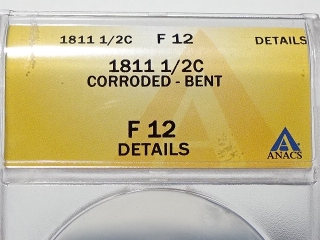 1811 1/2C F 12 DETAILS
1811 1/2C
CORRODED - BENT
F 12
DETAILS
ANACS